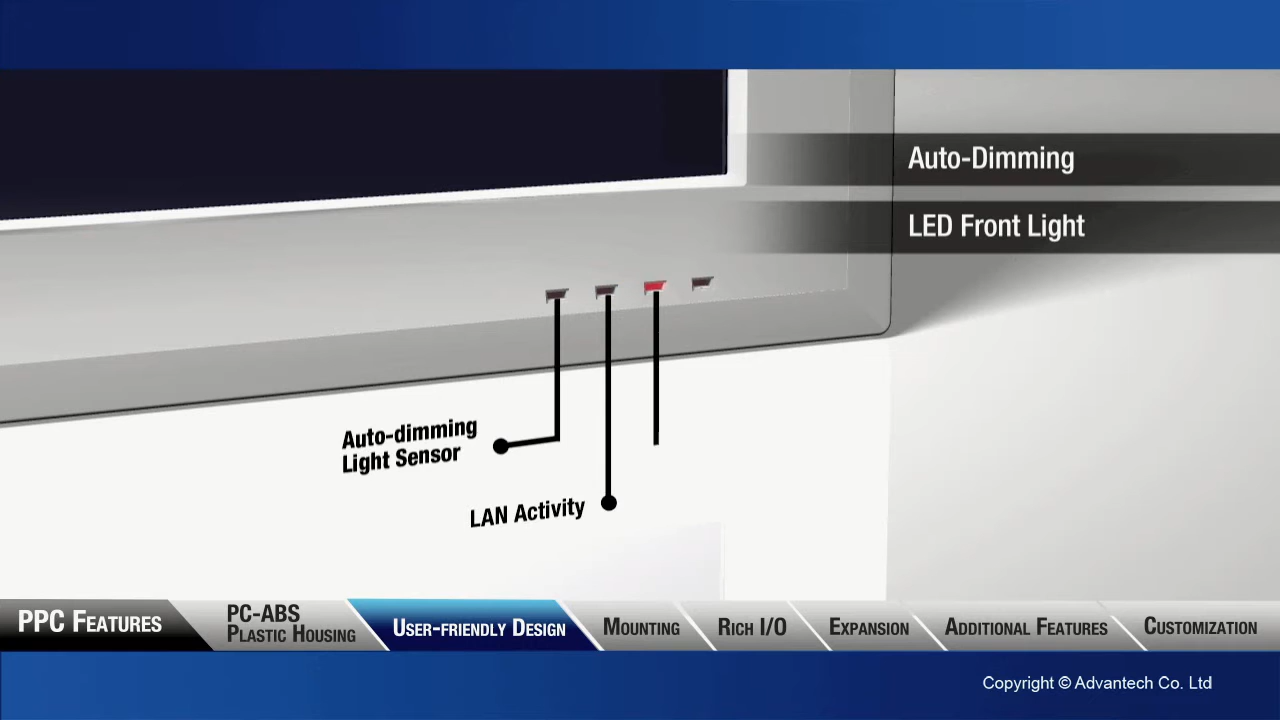 Auto-Dimming
LED Front Light
Auto-dimming
Light Sensor
LAN Activity
PPC FEATURES
PC-ABS
PLASTIC HOUSING
USER-FRIENDLY DESIGN
MOUNTING
RICH I/O
EXPANSION
ADDITIONAL FEATURES
CUSTOMIZATION
Copyright © Advantech Co. Ltd